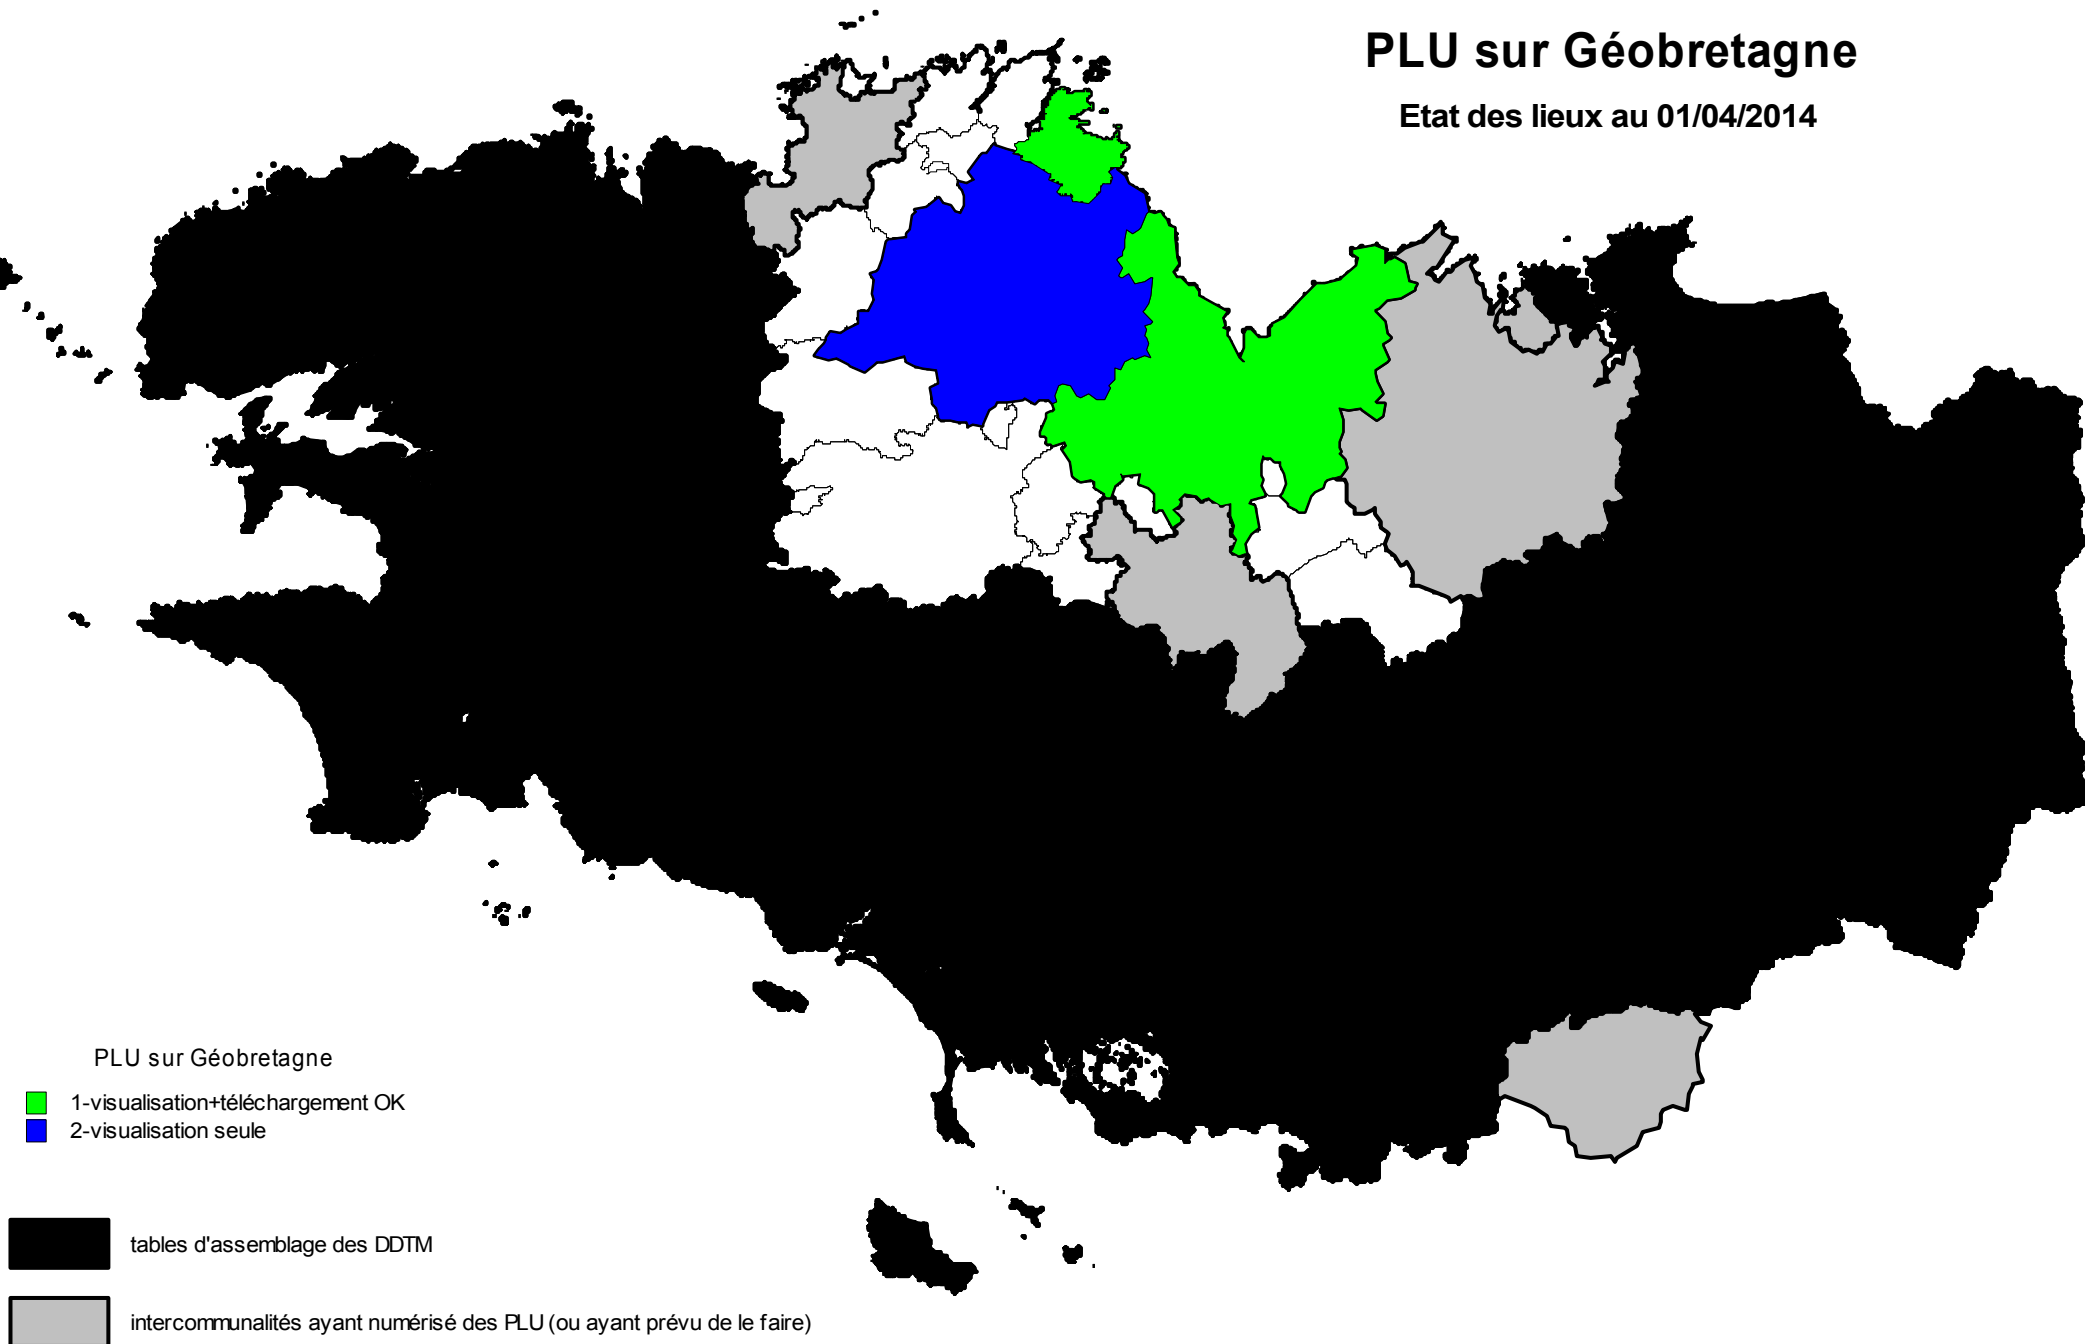 PLU sur Géobretagne
Etat des lieux au 01/04/2014
PLU sur Géobretagne
1-visualisation+téléchargement OK
2-visualisation seule
tables d'assemblage des DDTM
intercommunalités ayant numérisé des PLU (ou ayant prévu de le faire)